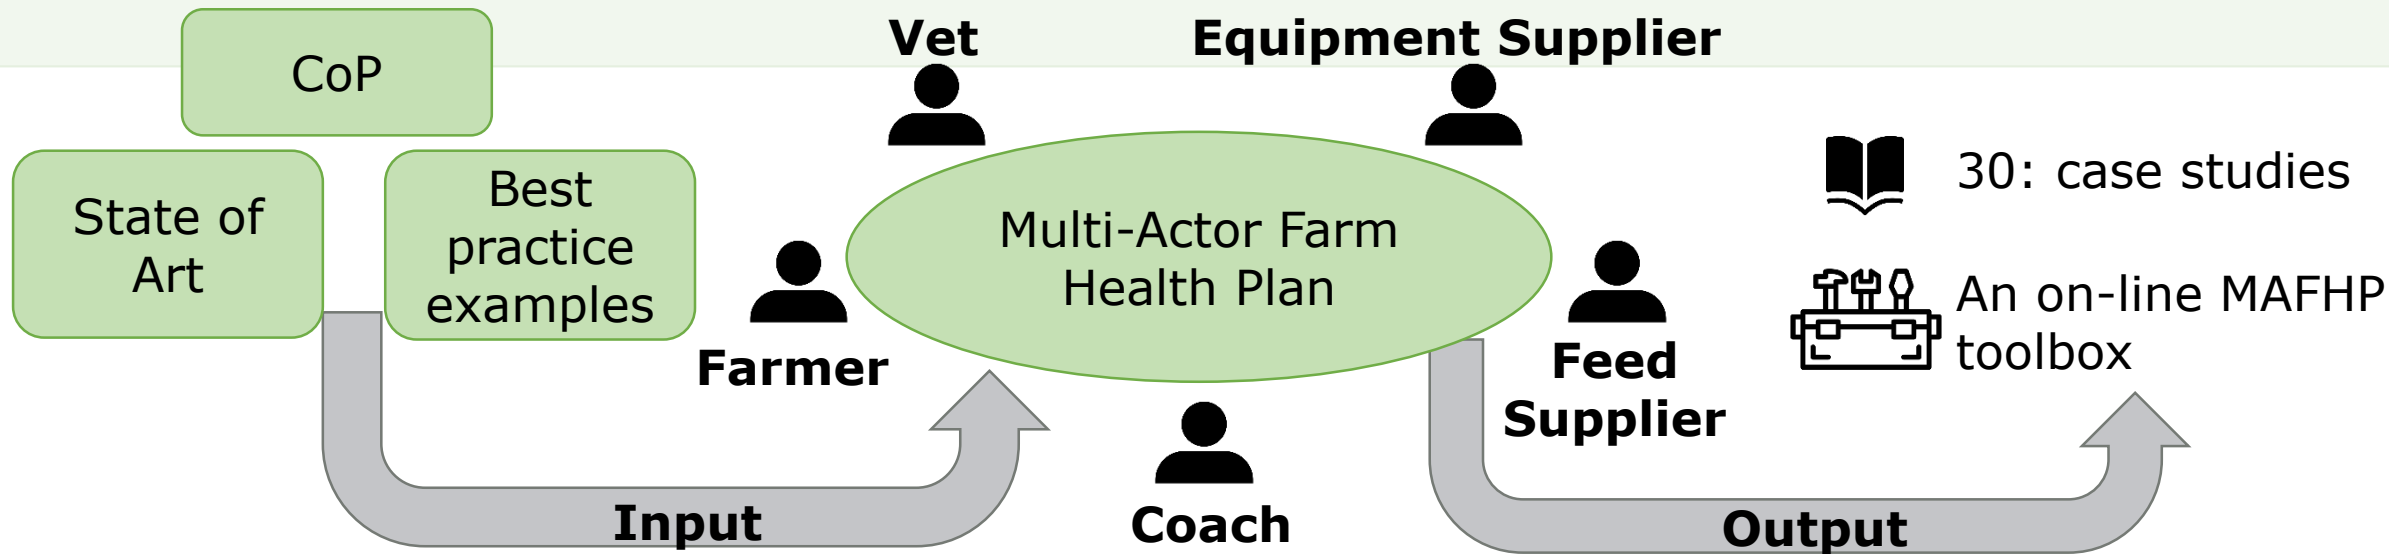 CoP
State of
Art
Best
practice
examples
Input
Vet
Equipment Supplier
Farmer
Multi-Actor Farm
Health Plan
Feed
Supplier
Coach
Output
30: case studies
An on-line MAFHP
toolbox